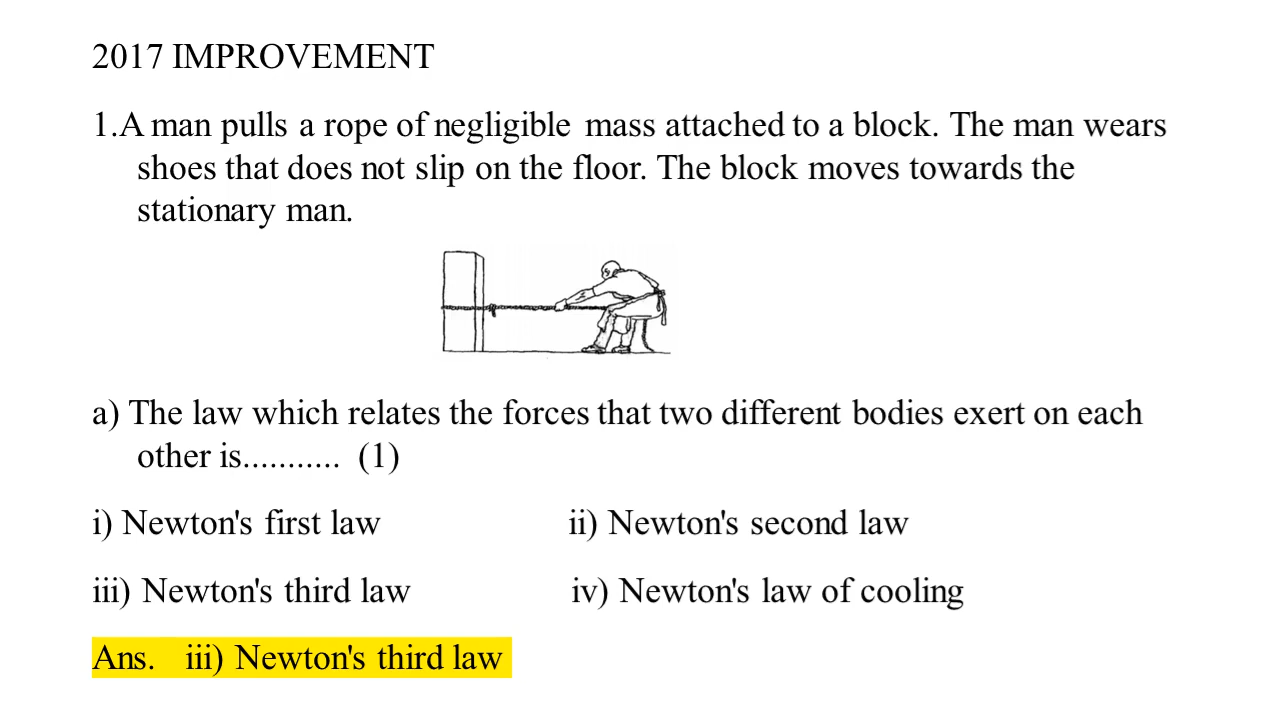 2017 IMPROVEMENT
1.A man pulls a rope of negligible mass attached to a block. The man wears
shoes that does not slip on the floor. The block moves towards the
stationary man.
a) The law which relates the forces that two different bodies exert on each
other is........... (1)
i) Newton's first law ii) Newton's second law
iii) Newton's third law iv) Newton's law of cooling
Ans. iii) Newton's third law